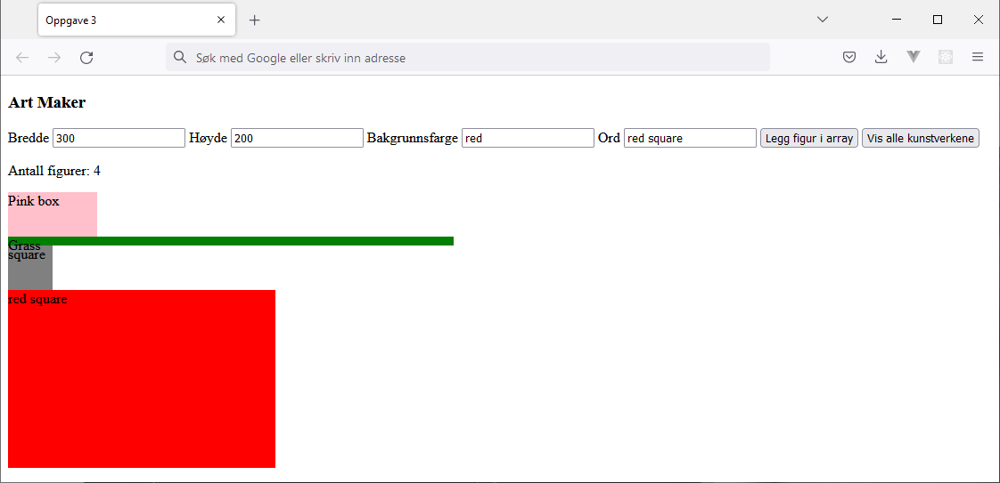 Oppgave 3
Søk med Google eller skriv inn adresse
Art Maker
Bredde 300 Høyde 200 Bakgrunnsfarge red Ord red square Legg figur i array Vis alle kunstverkene
Antall figurer: 4
Pink box
Grass
square
red square